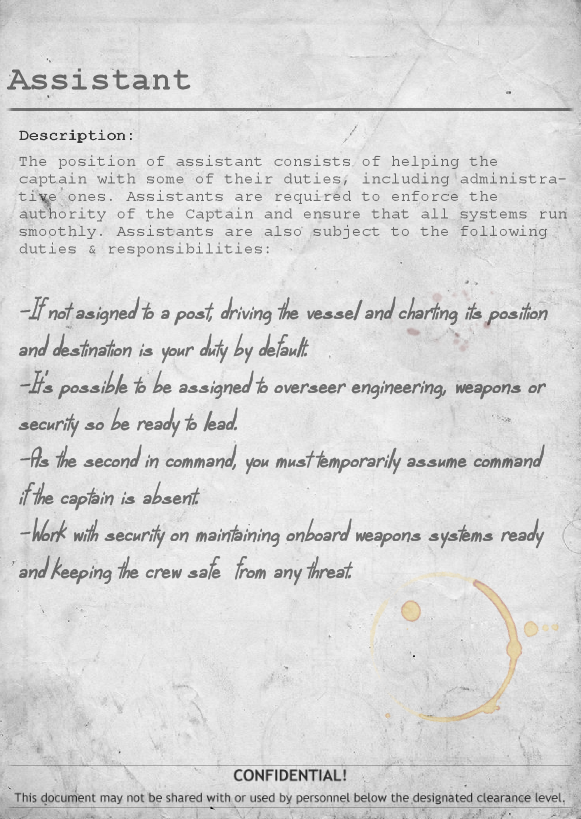 Assistant
Description:
The position of assistant consists of helping the
captain with some of their duties, including administra-
tive ones. Assistants are required to enforce the
authority of the Captain and ensure that all systems run
smoothly. Assistants are also subject to the following
duties & responsibilities:
-If not asigned to a post, driving the vessel and charting its position
and destination is your duty by default.
-It's possible to be assigned to overseer engineering, weapons or
security so be ready to lead.
-As the second in command, you must temporarily assume command
if the captain is absent.
-Work with security on maintaining onboard weapons systems ready
and keeping the crew safe from any threat.
CONFIDENTIAL!
This document may not be shared with or used by personnel below the designated clearance level.